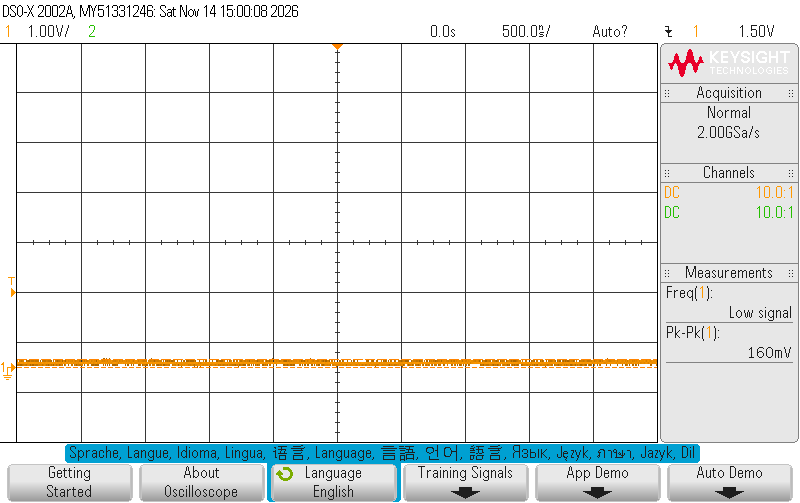 DSO-X 2002A, MY51331246: Sat Nov 14 15:00:08 2026
1 1.00V/ 2 0.0s 500.0㎱/ Auto? 1 1.50V
KEYSIGHT
TECHNOLOGIES
Acquisition
Normal
2.00GSa/s
Channels
DC 10.0:1
DC 10.0:1
Measurements
Freq(1):
Low signal
Pk-Pk(1):
160mV
T
1
Sprache, Langue, Idioma, Lingua, 语言, Language, 言語, 언어, 語言, Язык, Język, ภาษา, Jazyk, Dil
Getting Started
About Oscilloscope
Language English
Training Signals
App Demo
Auto Demo